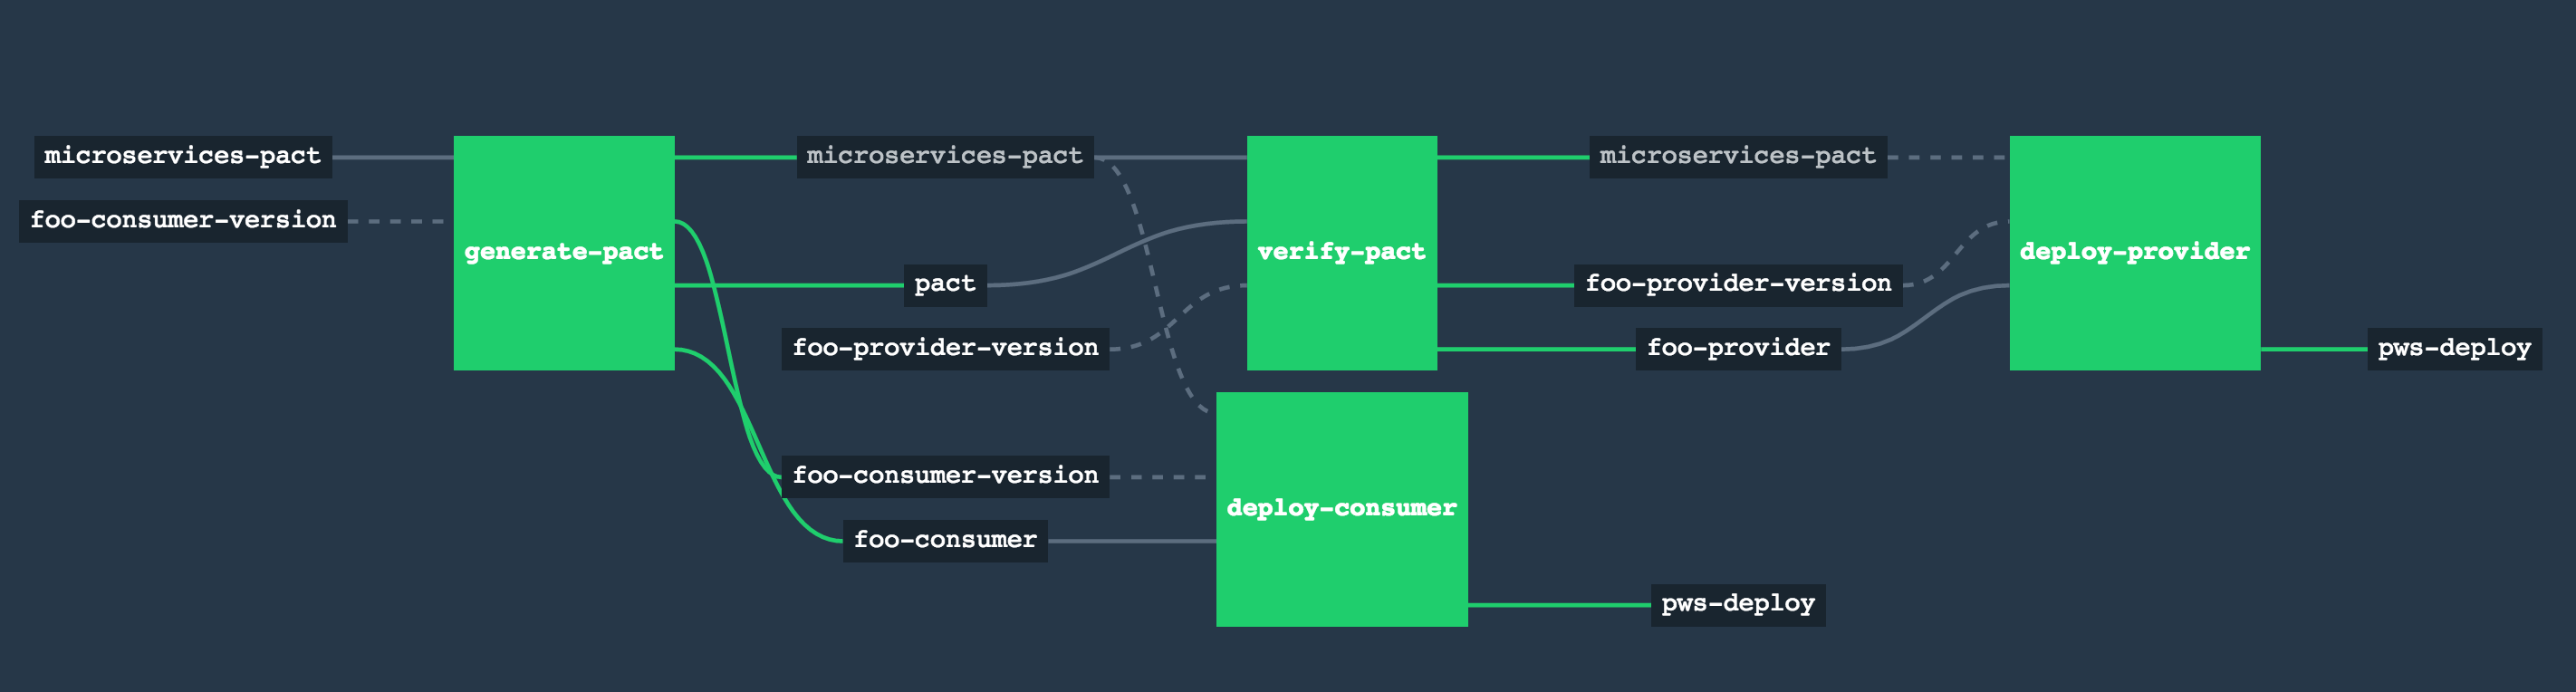 microservices-pact
foo-consumer-version
generate-pact
microservices-pact
pact
foo-provider-version
foo-consumer-version
foo-consumer
verify-pact
deploy-consumer
microservices-pact
foo-provider-version
foo-provider
pws-deploy
deploy-provider
pws-deploy